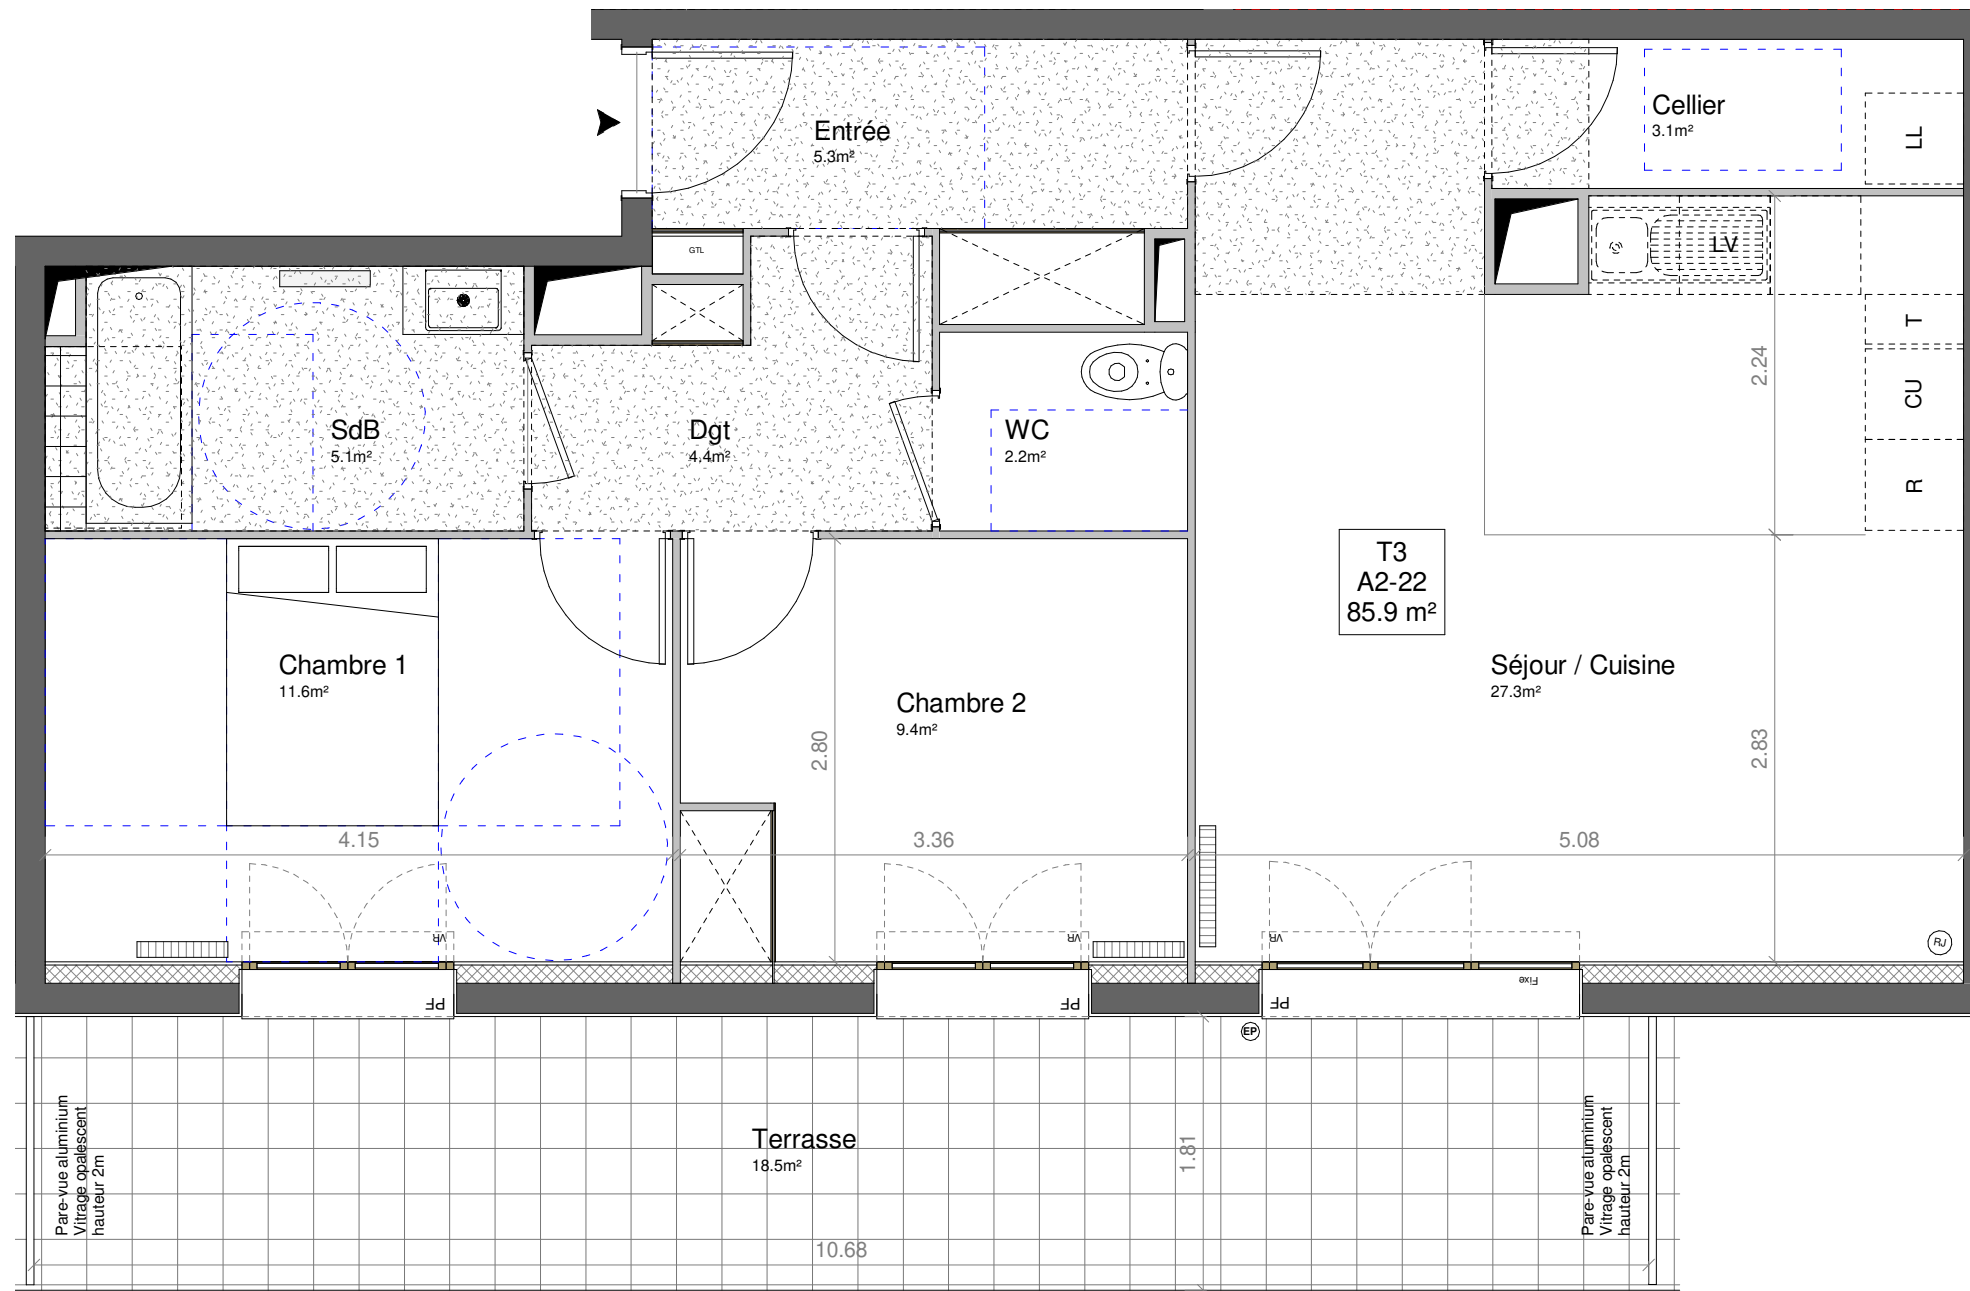 Entrée
5.3m²
Cellier
3.1m²
LL
GTL
LV
T
CU
R
2.24
SdB
5.1m²
Dgt
4.4m²
WC
2.2m²
T3
A2-22
85.9 m²
Chambre 1
11.6m²
Chambre 2
9.4m²
Séjour / Cuisine
27.3m²
2.80
2.83
4.15
3.36
5.08
VR
VR
VR
RJ
Fixe
PF
PF
PF
EP
Pare-vue aluminium
Vitrage opalescent
hauteur 2m
Terrasse
18.5m²
1.81
Pare-vue aluminium
Vitrage opalescent
hauteur 2m
10.68